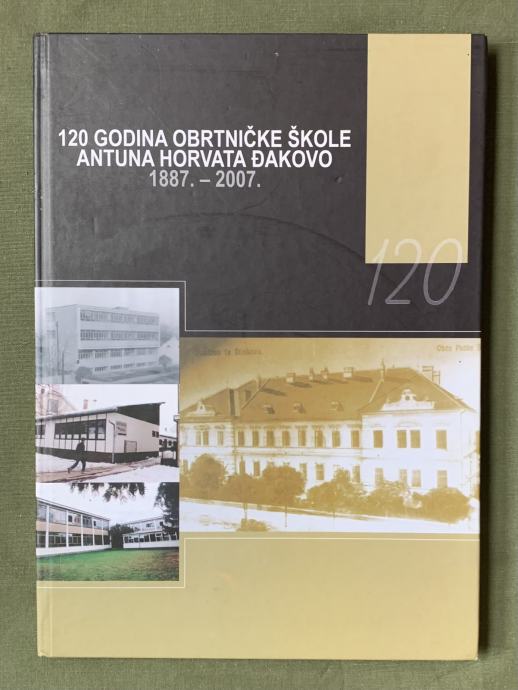 120 GODINA OBRTNIČKE ŠKOLE
ANTUNA HORVATA ĐAKOVO
1887. – 2007.
120